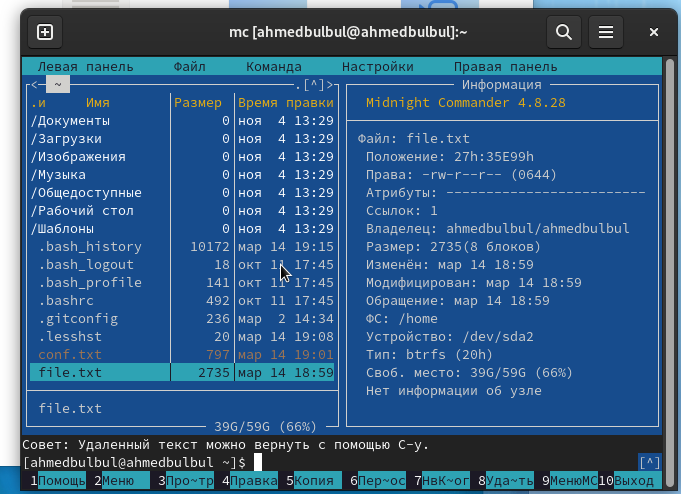 mc [ahmedbulbul@ahmedbulbul]:~
Левая панель Файл Команда Настройки Правая панель
<- ~ .[^]>
.и Имя Размер Время правки
/Документы 0 ноя 4 13:29
/Загрузки 0 ноя 4 13:29
/Изображения 0 ноя 4 13:29
/Музыка 0 ноя 4 13:29
/Общедоступные 0 ноя 4 13:29
/Рабочий стол 0 ноя 4 13:29
/Шаблоны 0 ноя 4 13:29
.bash_history 10172 мар 14 19:15
.bash_logout 18 окт 11 17:45
.bash_profile 141 окт 11 17:45
.bashrc 492 окт 11 17:45
.gitconfig 236 мар 2 14:34
.lesshst 20 мар 14 19:08
conf.txt 797 мар 14 19:01
file.txt 2735 мар 14 18:59
file.txt
39G/59G (66%)
Информация
Midnight Commander 4.8.28
Файл: file.txt
Положение: 27h:35E99h
Права: -rw-r--r-- (0644)
Атрибуты: -------------------------
Ссылок: 1
Владелец: ahmedbulbul/ahmedbulbul
Размер: 2735(8 блоков)
Изменён: мар 14 18:59
Модифицирован: мар 14 18:59
Обращение: мар 14 18:59
ФС: /home
Устройство: /dev/sda2
Тип: btrfs (20h)
Своб. место: 39G/59G (66%)
Нет информации об узле
Совет: Удаленный текст можно вернуть с помощью C-y.
[ahmedbulbul@ahmedbulbul ~]$ [^]
1Помощь 2Меню 3Про~тр 4Правка 5Копия 6Пер~ос 7НвК~ог 8Уда~ть 9МенюMC 10Выход